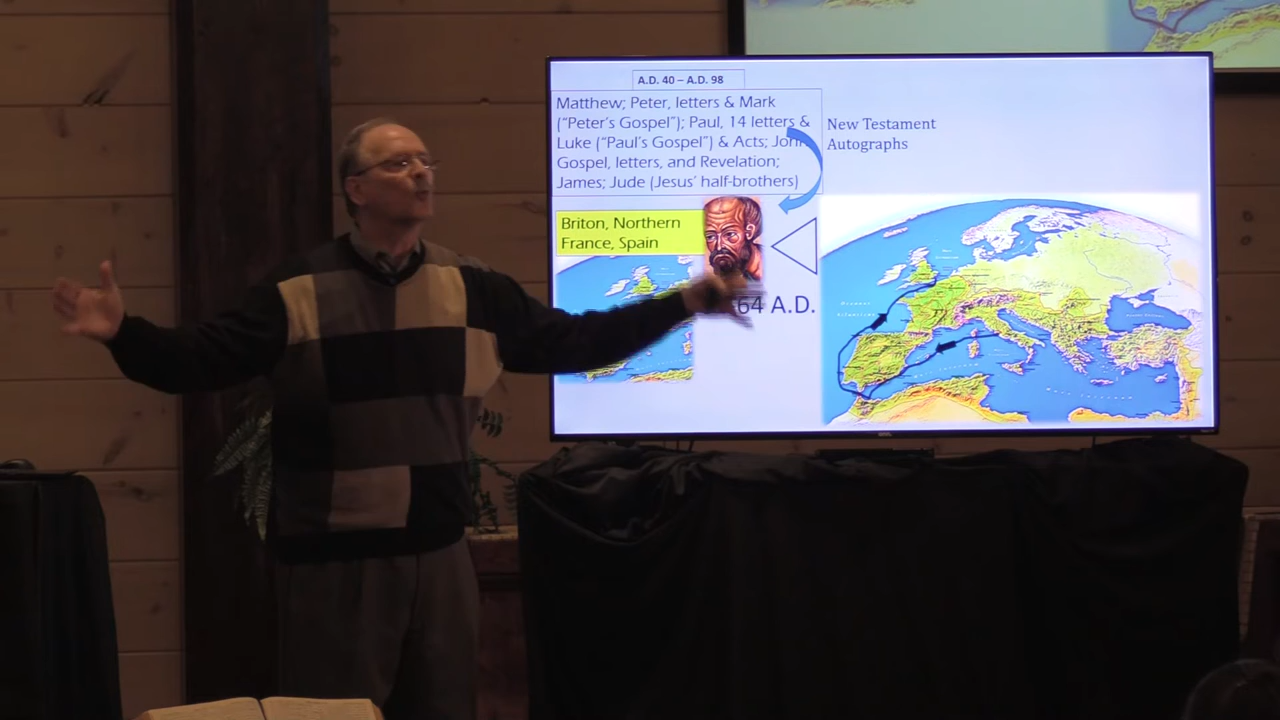 A.D. 40 – A.D. 98
Matthew; Peter, letters & Mark
("Peter's Gospel"); Paul, 14 letters &
Luke ("Paul's Gospel") & Acts; John
Gospel, letters, and Revelation;
James; Jude (Jesus' half-brothers)
New Testament
Autographs
Briton, Northern
France, Spain
64 A.D.